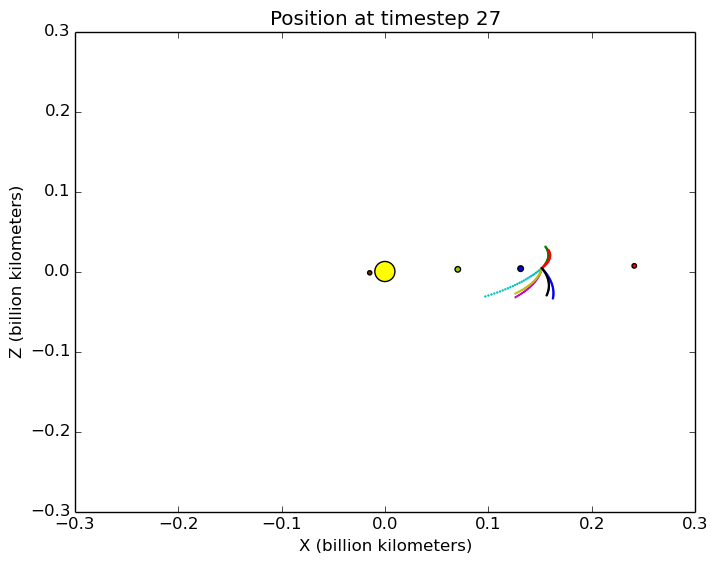 Position at timestep 27
0.3
0.2
0.1
0.0
−0.1
−0.2
−0.3
Z (billion kilometers)
−0.3 −0.2 −0.1 0.0 0.1 0.2 0.3
X (billion kilometers)